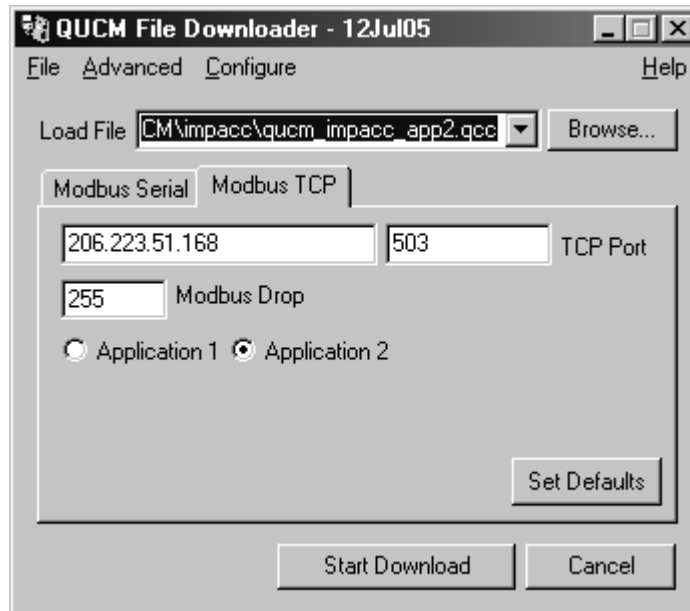 QUCM File Downloader - 12Jul05
File Advanced Configure Help
Load File CM\impacc\qucm_impacc_app2.qcc Browse...
Modbus Serial Modbus TCP
206.223.51.168 503 TCP Port
255 Modbus Drop
Application 1 Application 2
Set Defaults
Start Download Cancel